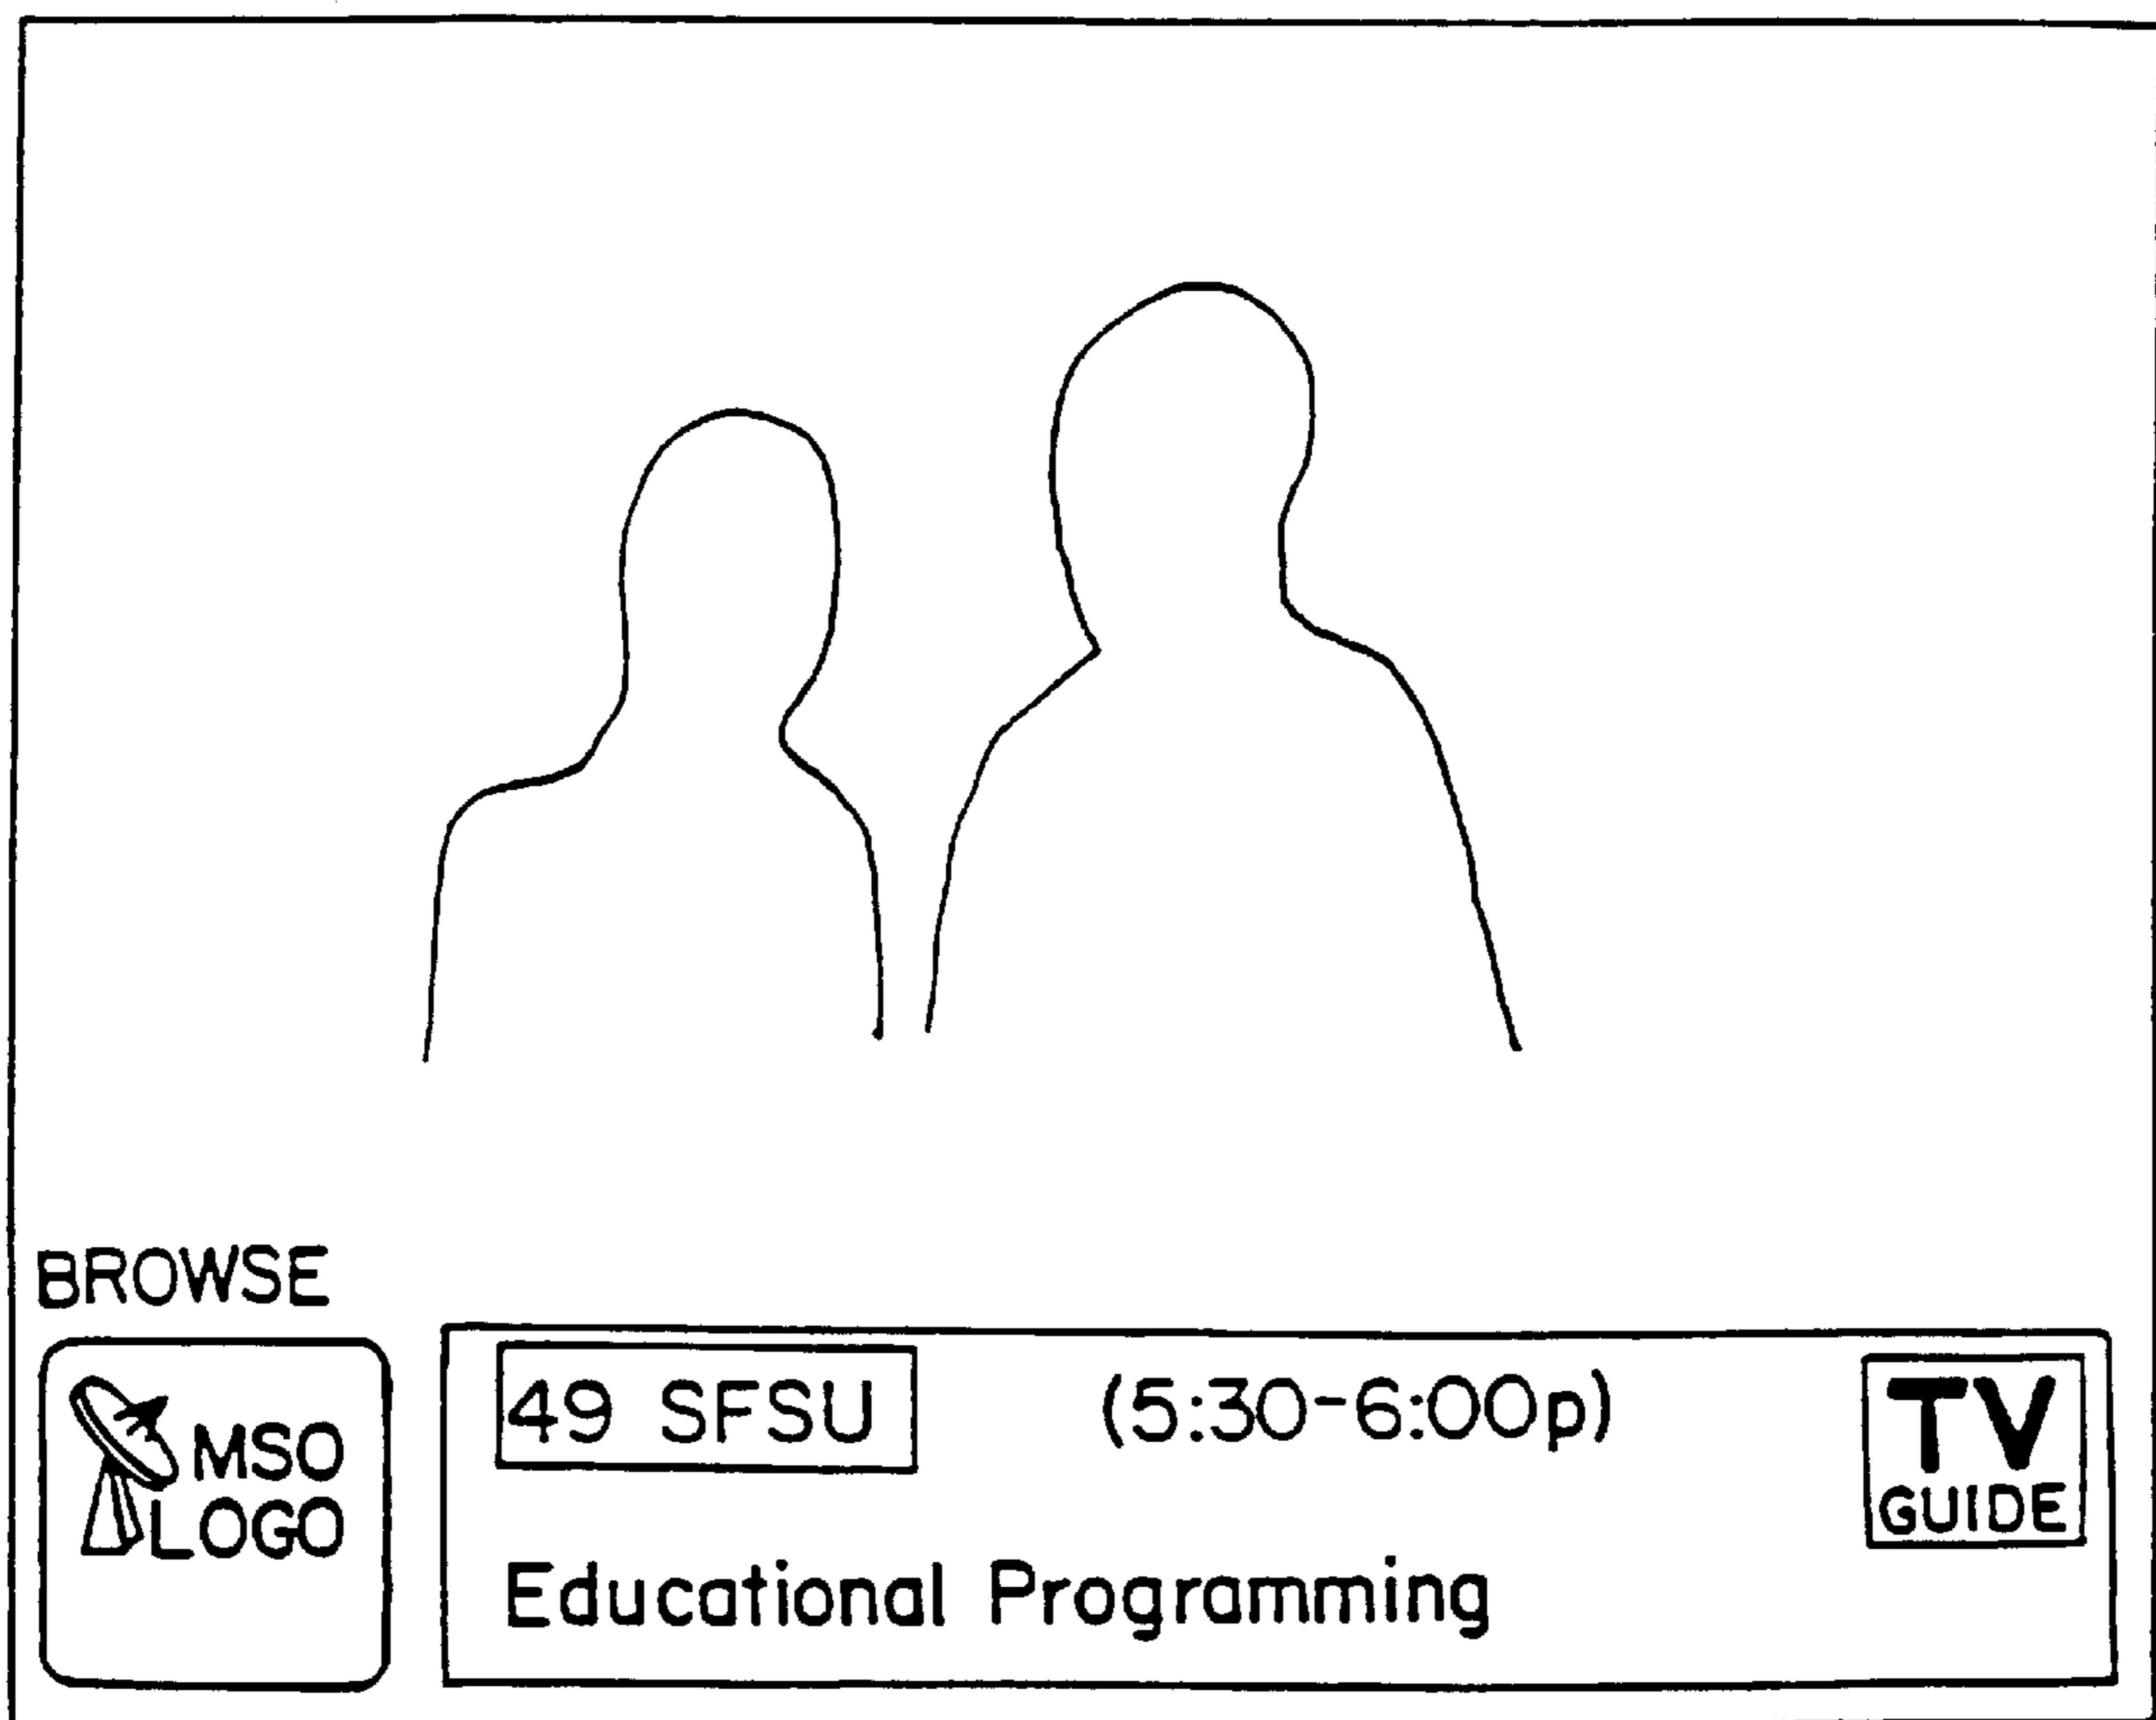 BROWSE
MSO
LOGO
49 SFSU (5:30-6:00p)
Educational Programming
TV
GUIDE